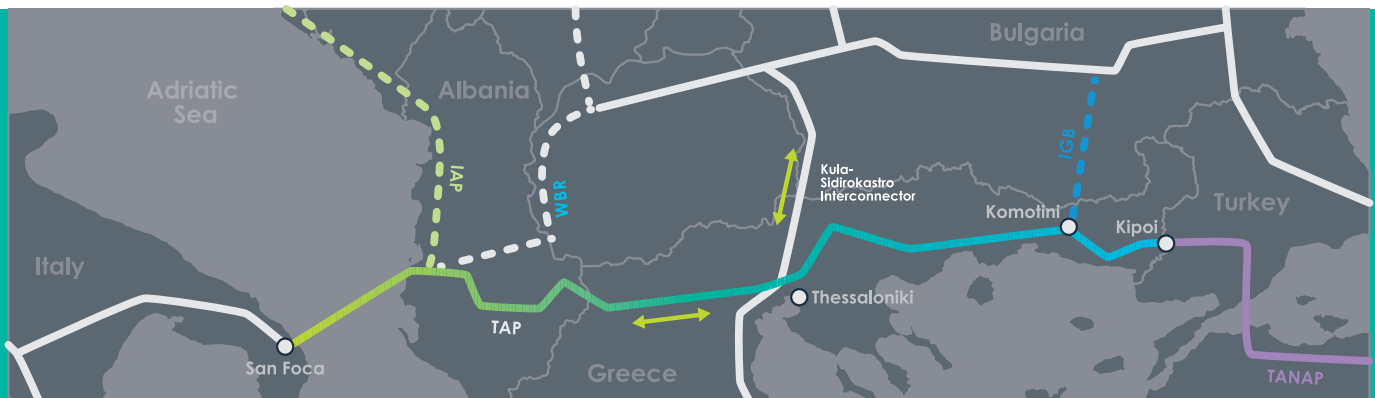 Bulgaria
Albania
Adriatic
Sea
IGB
IAP
Kula-
Sidirokastro
Interconnector
WBR
Komotini
Kipoi
Turkey
Italy
Thessaloniki
TAP
San Foca
Greece
TANAP